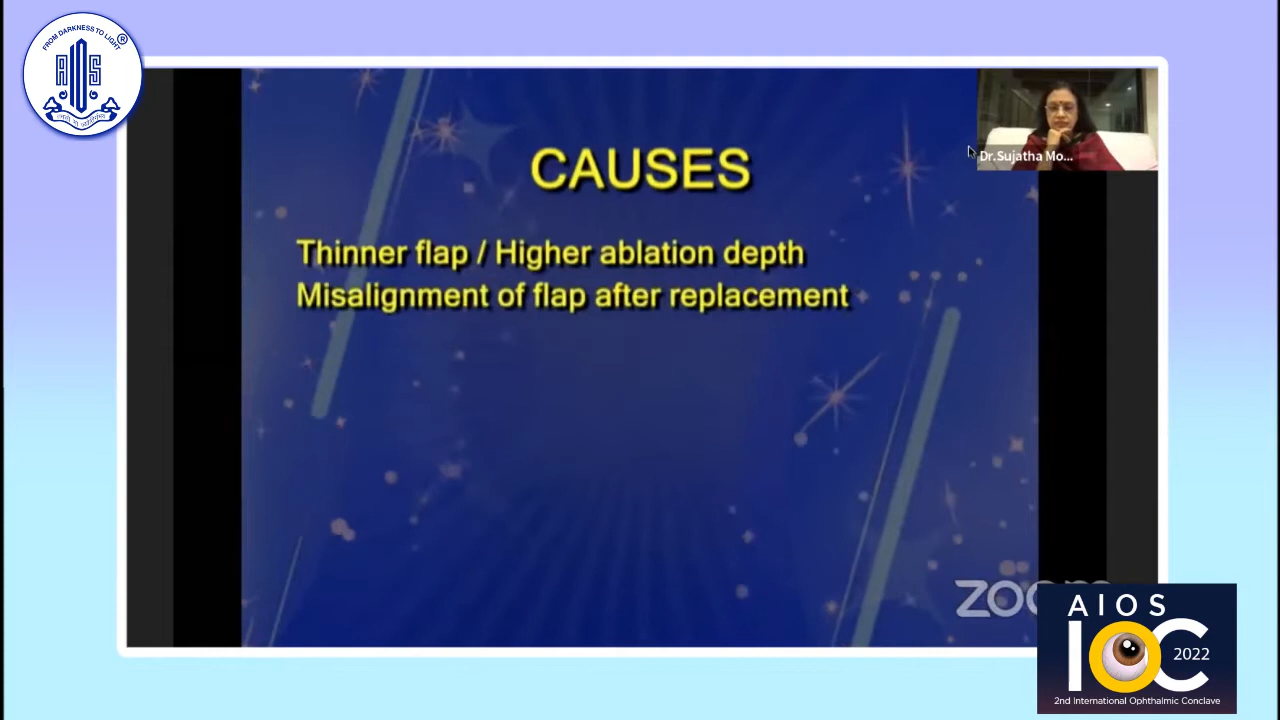 FROM DARKNESS TO LIGHT
AIOS
Dr.Sujatha Mo...
CAUSES
Thinner flap / Higher ablation depth
Misalignment of flap after replacement
AIOS
IOC
2022
2nd International Ophthalmic Conclave